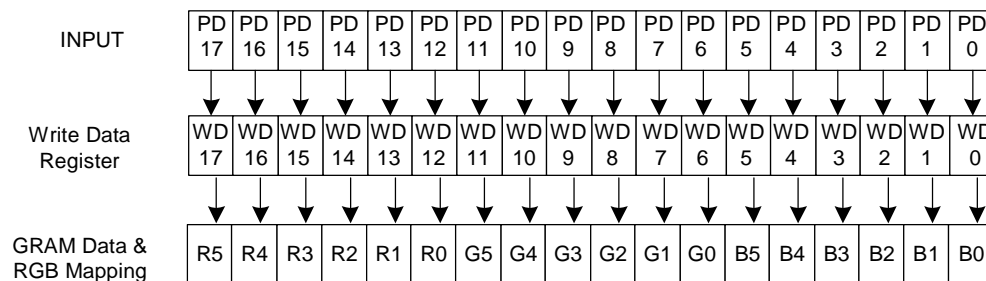 PD PD PD PD PD PD PD PD PD PD PD PD PD PD PD PD PD PD
INPUT
17 16 15 14 13 12 11 10 9 8 7 6 5 4 3 2 1 0
Write Data
WD WD WD WD WD WD WD WD WD WD WD WD WD WD WD WD WD WD
Register
17 16 15 14 13 12 11 10 9 8 7 6 5 4 3 2 1 0
GRAM Data &
R5 R4 R3 R2 R1 R0 G5 G4 G3 G2 G1 G0 B5 B4 B3 B2 B1 B0
RGB Mapping